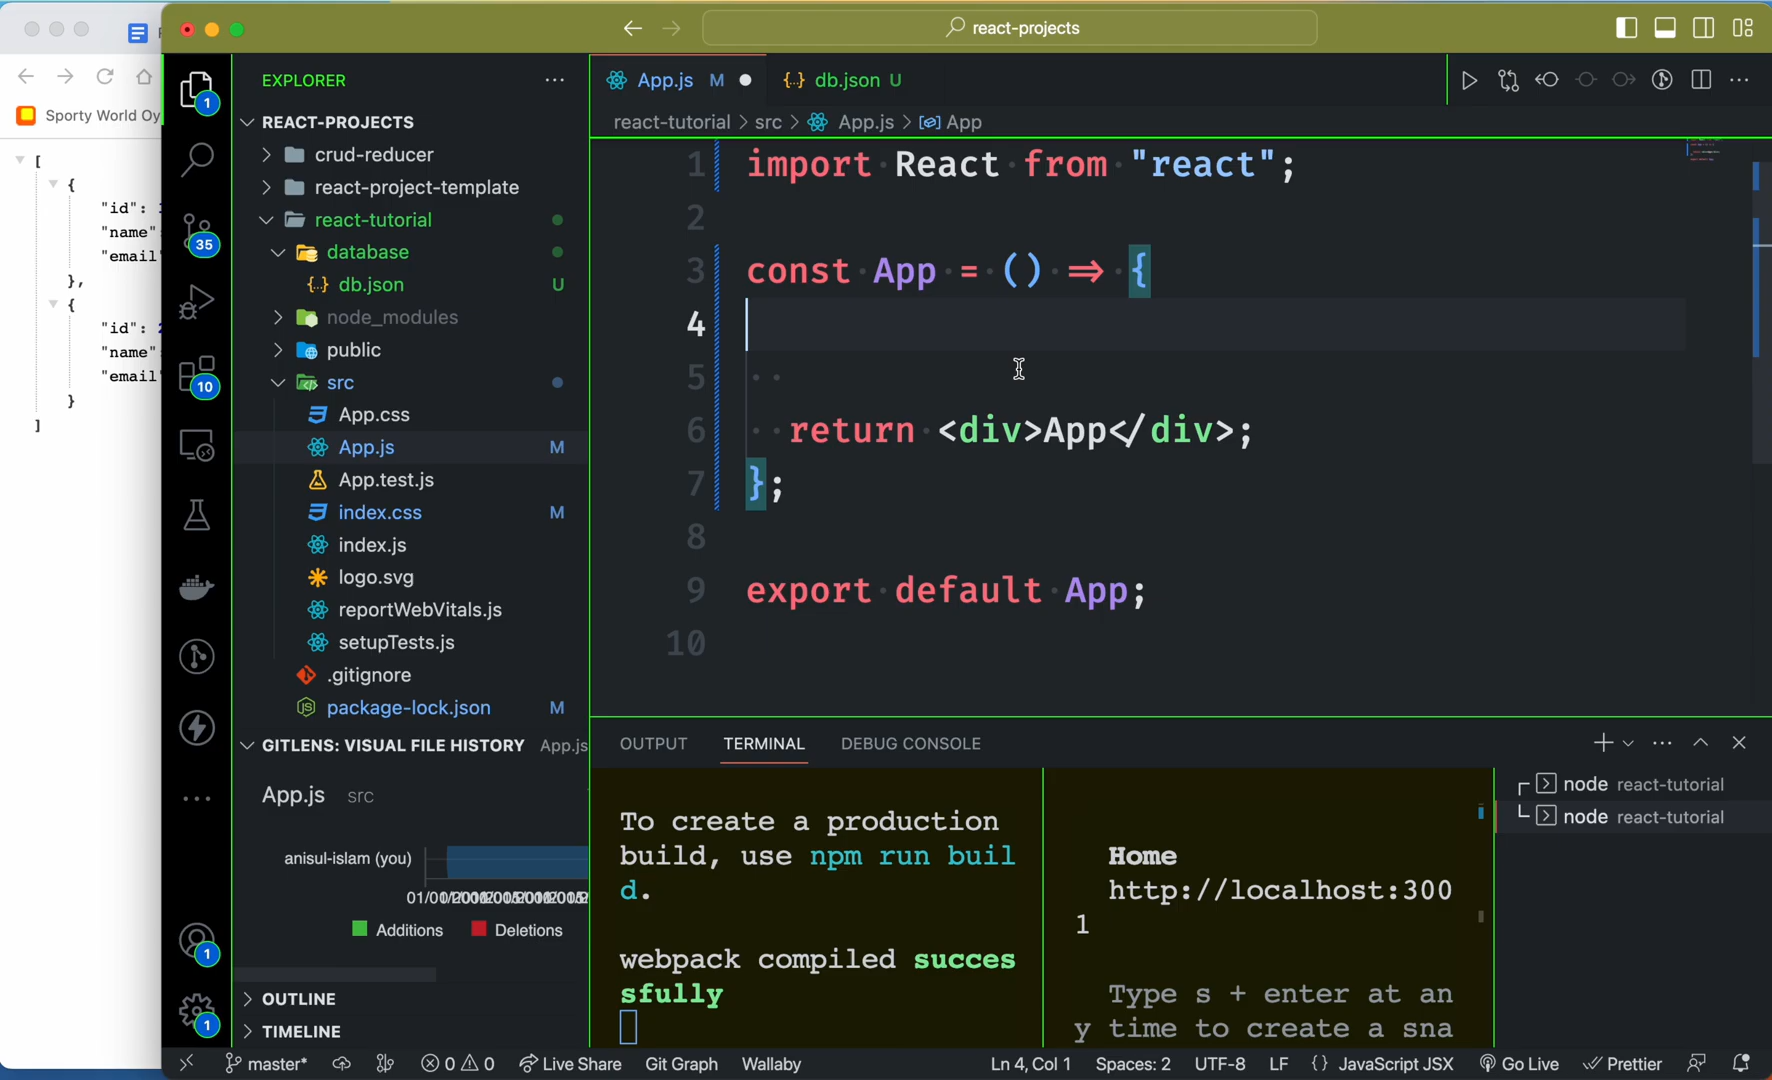 react-projects
Sporty World Oy
[
{
"id":
"name":
"email"
},
{
"id": 2
"name":
"email"
}
]
1
35
10
1
1
EXPLORER
REACT-PROJECTS
crud-reducer
react-project-template
react-tutorial
database
db.json U
node_modules
public
src
App.css
App.js M
App.test.js
index.css M
index.js
logo.svg
reportWebVitals.js
setupTests.js
.gitignore
package-lock.json M
GITLENS: VISUAL FILE HISTORY App.js
App.js src
anisul-islam (you)
Additions Deletions
OUTLINE
TIMELINE
App.js M
db.json U
react-tutorial > src > App.js > App
1 import React from "react";
2
3 const App = () => {
4
5
6 return <div>App</div>;
7 };
8
9 export default App;
10
OUTPUT TERMINAL DEBUG CONSOLE
To create a production
build, use npm run buil
d.
webpack compiled succes
sfully
Home
http://localhost:300
1
Type s + enter at an
y time to create a sna
node react-tutorial
node react-tutorial
master* 0 0 Live Share Git Graph Wallaby Ln 4, Col 1 Spaces: 2 UTF-8 LF {} JavaScript JSX Go Live Prettier